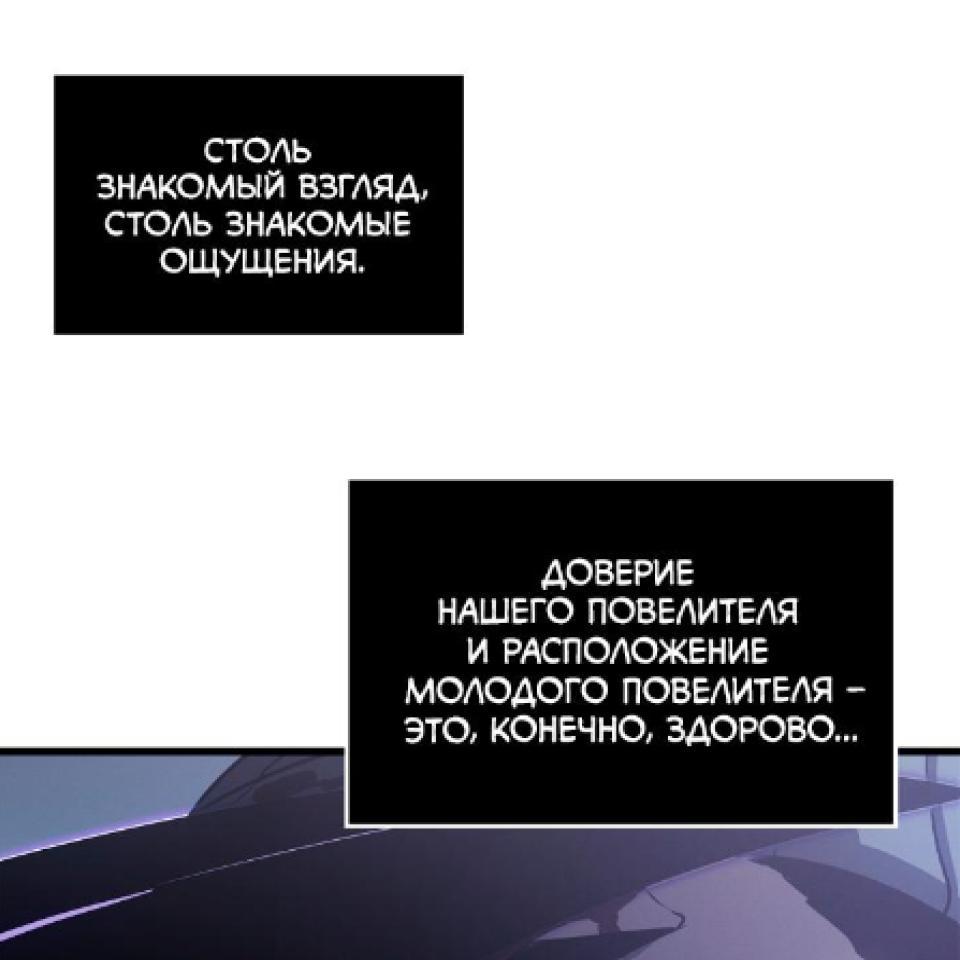 СТОЛЬ
ЗНАКОМЫЙ ВЗГЛЯД,
СТОЛЬ ЗНАКОМЫЕ
ОЩУЩЕНИЯ.
ДОВЕРИЕ
НАШЕГО ПОВЕЛИТЕЛЯ
И РАСПОЛОЖЕНИЕ
МОЛОДОГО ПОВЕЛИТЕЛЯ –
ЭТО, КОНЕЧНО, ЗДОРОВО...